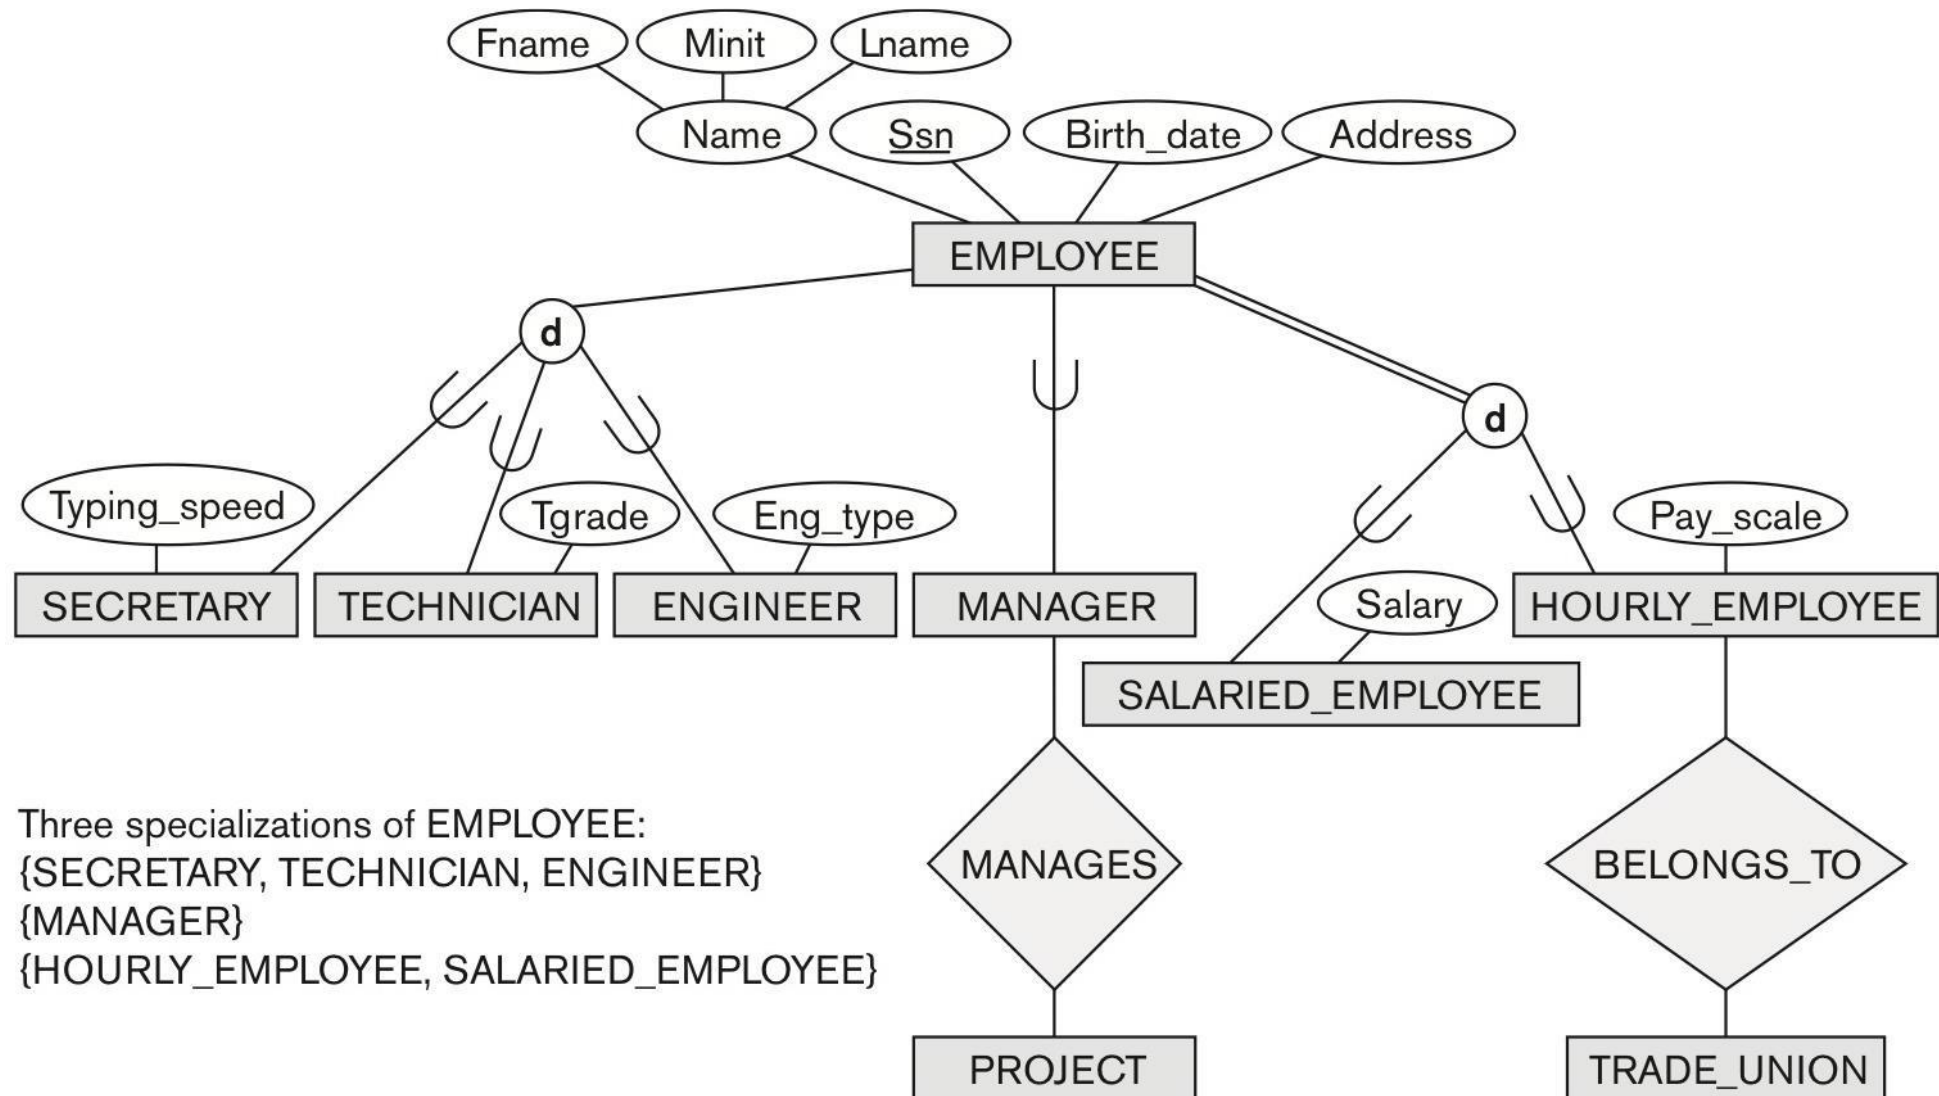 Fname Minit Lname
Name Ssn Birth_date Address
EMPLOYEE
d
d
Typing_speed Tgrade Eng_type Pay_scale
SECRETARY TECHNICIAN ENGINEER MANAGER Salary HOURLY_EMPLOYEE
SALARIED_EMPLOYEE
Three specializations of EMPLOYEE:
{SECRETARY, TECHNICIAN, ENGINEER}
{MANAGER}
{HOURLY_EMPLOYEE, SALARIED_EMPLOYEE}
MANAGES BELONGS_TO
PROJECT TRADE_UNION